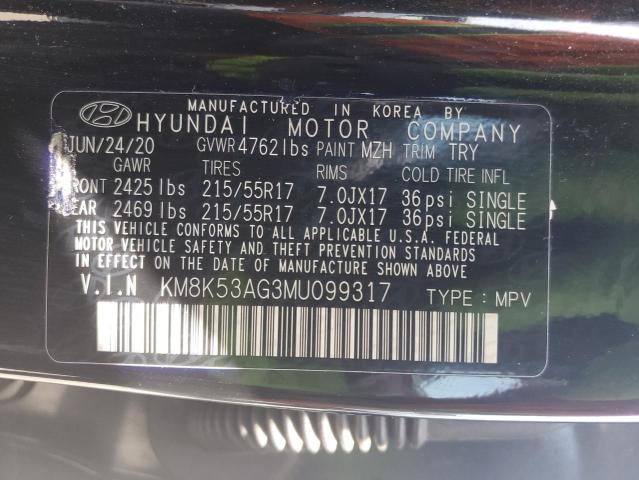 MANUFACTURED IN KOREA BY
HYUNDAI MOTOR COMPANY
JUN/24/20 GVWR 4762lbs PAINT MZH TRIM TRY
GAWR TIRES RIMS COLD TIRE INFL
FRONT 2425 lbs 215/55R17 7.0JX17 36psi SINGLE
REAR 2469 lbs 215/55R17 7.0JX17 36psi SINGLE
THIS VEHICLE CONFORMS TO ALL APPLICABLE U.S.A. FEDERAL
MOTOR VEHICLE SAFETY AND THEFT PREVENTION STANDARDS
IN EFFECT ON THE DATE OF MANUFACTURE SHOWN ABOVE.
V.I.N KM8K53AG3MU099317 TYPE : MPV